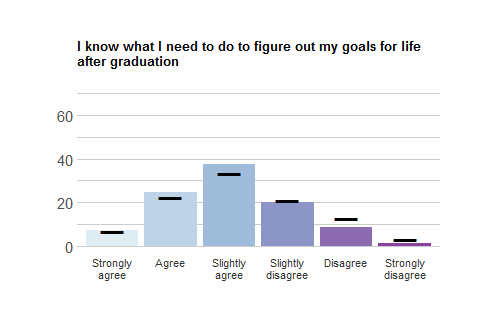 I know what I need to do to figure out my goals for life
after graduation
60
40
20
0
Strongly
agree
Agree
Slightly
agree
Slightly
disagree
Disagree
Strongly
disagree